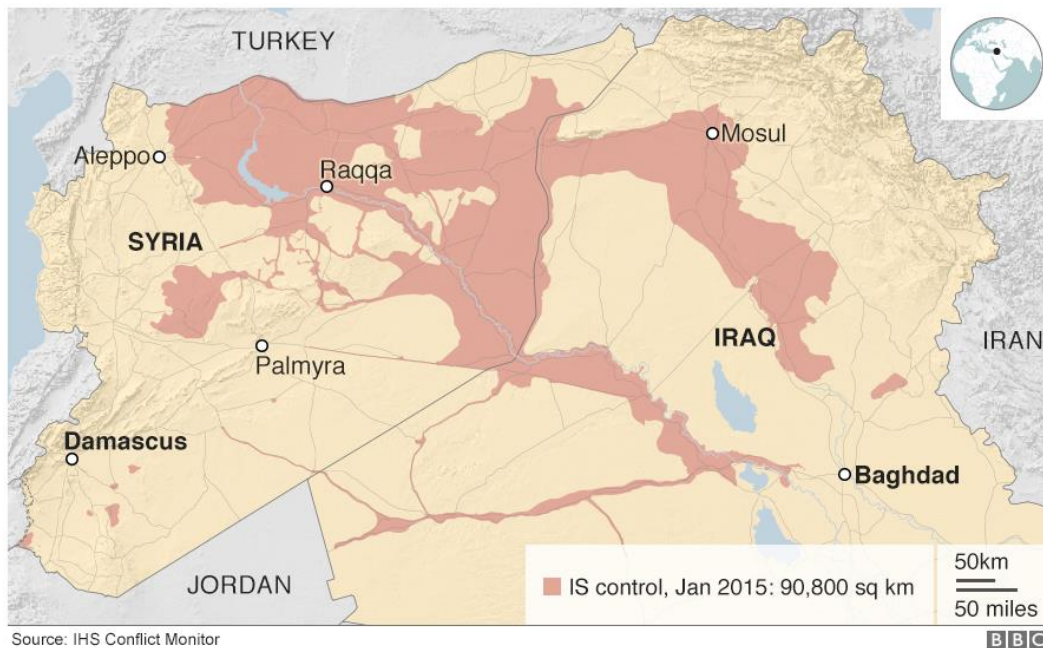 TURKEY
Aleppo
Raqqa
Mosul
SYRIA
Palmyra
IRAQ
IRAN
Damascus
Baghdad
JORDAN
IS control, Jan 2015: 90,800 sq km
50km
50 miles
Source: IHS Conflict Monitor
BBC